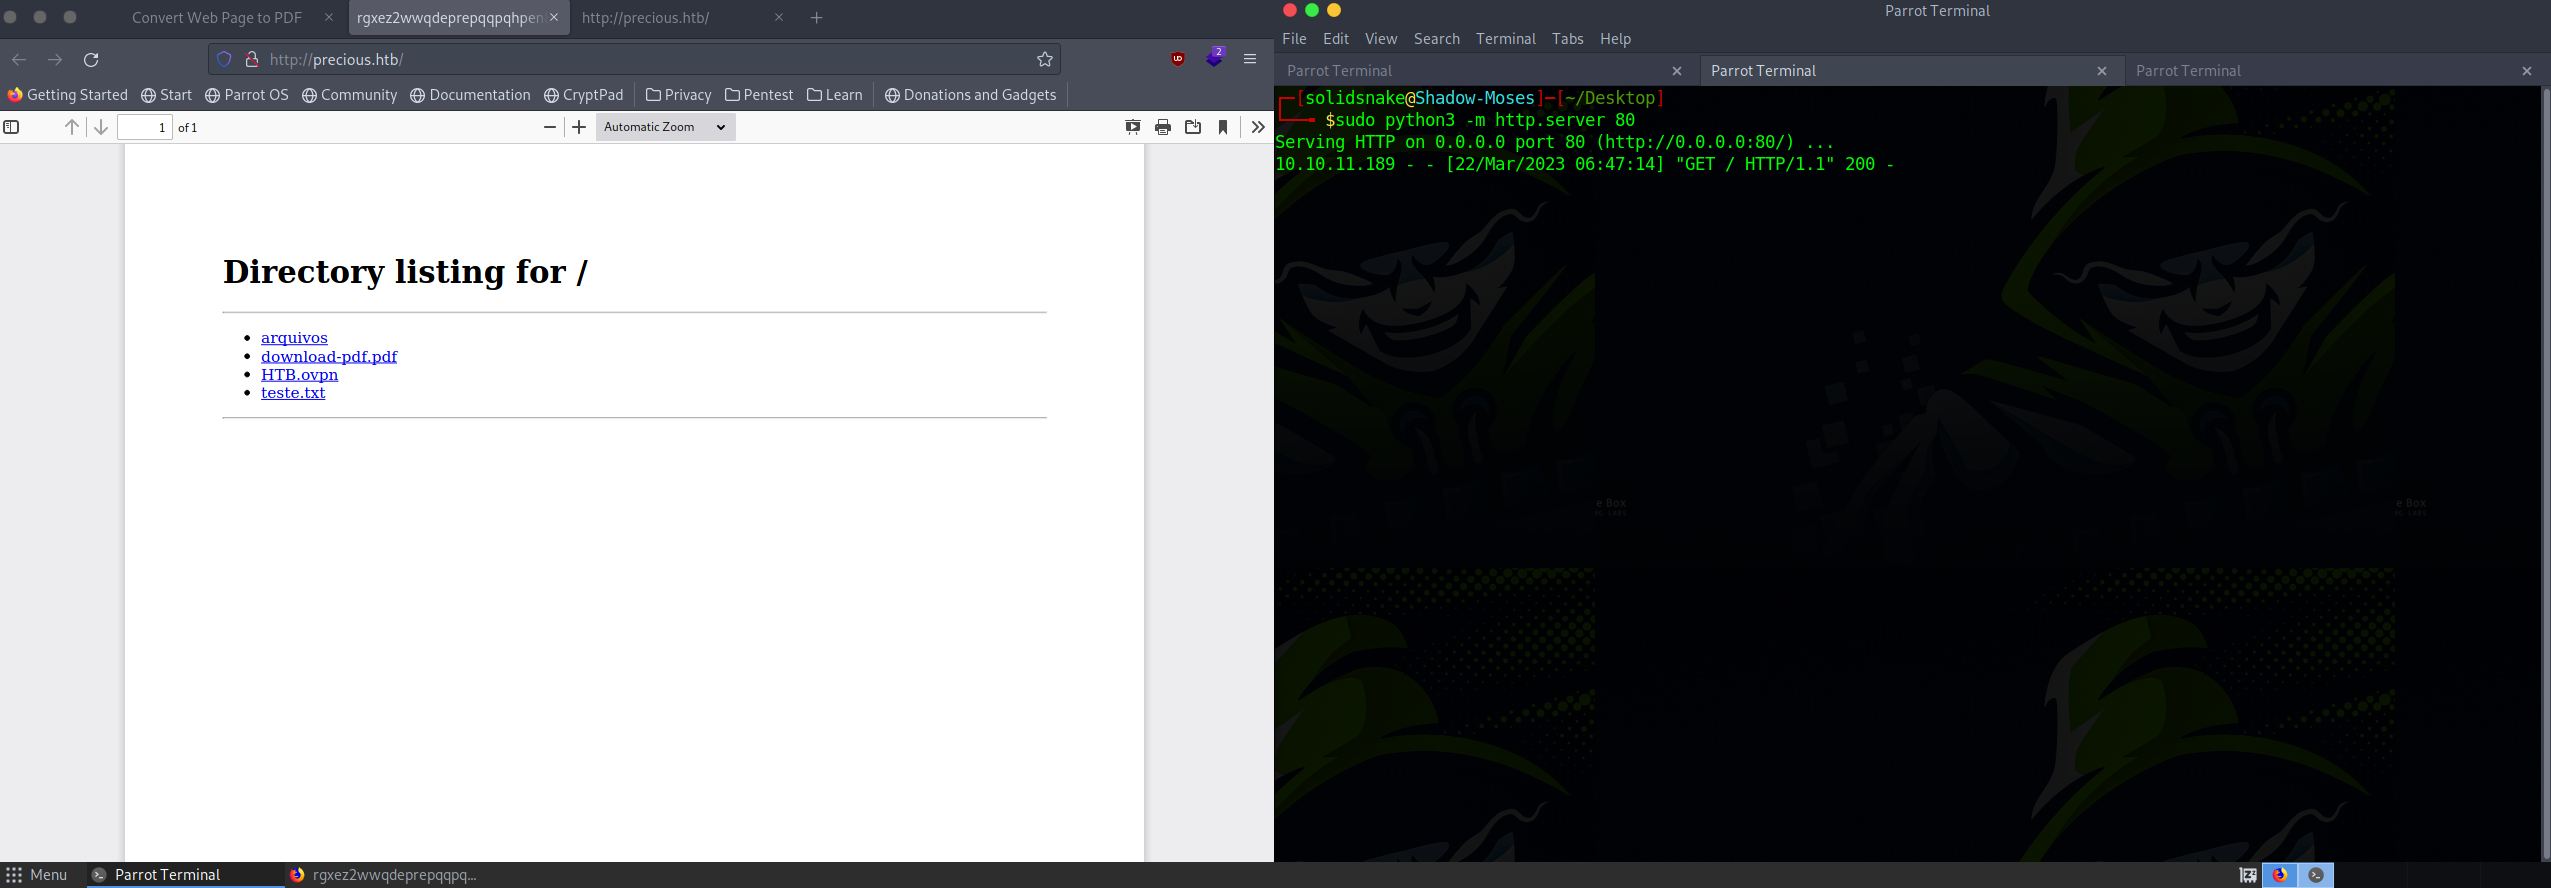 Convert Web Page to PDF
rgxez2wwqdeprepqqpqhpen
http://precious.htb/
http://precious.htb/
2
Getting Started
Start
Parrot OS
Community
Documentation
CryptPad
Privacy
Pentest
Learn
Donations and Gadgets
1 of 1
Automatic Zoom
Directory listing for /
arquivos
download-pdf.pdf
HTB.ovpn
teste.txt
Parrot Terminal
File Edit View Search Terminal Tabs Help
Parrot Terminal
Parrot Terminal
Parrot Terminal
[solidsnake@Shadow-Moses]─[~/Desktop]
$sudo python3 -m http.server 80
Serving HTTP on 0.0.0.0 port 80 (http://0.0.0.0:80/) ...
10.10.11.189 - - [22/Mar/2023 06:47:14] "GET / HTTP/1.1" 200 -
e Box
LABS
e Box
LABS
Menu
Parrot Terminal
rgxez2wwqdeprepqqpq...